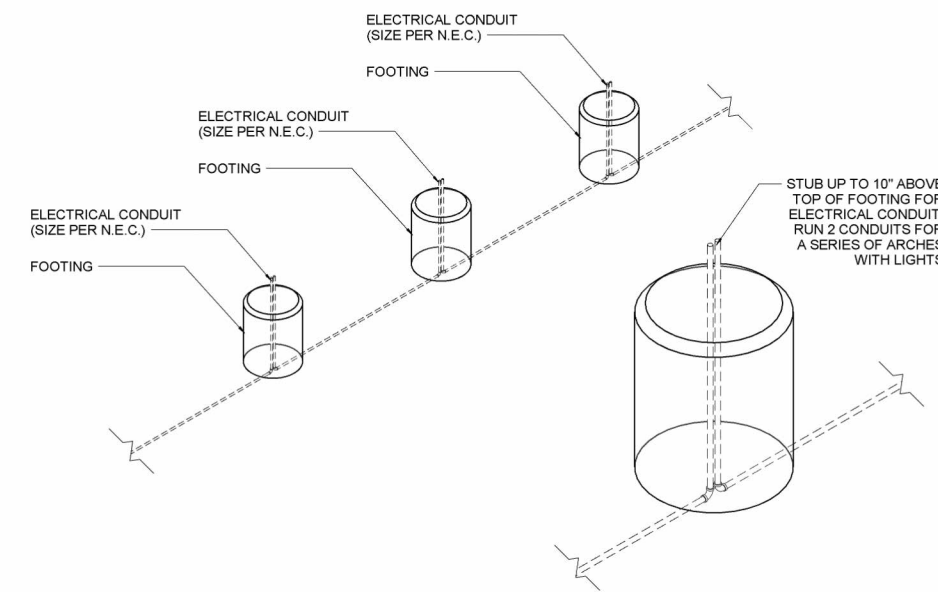 ELECTRICAL CONDUIT
(SIZE PER N.E.C.)
FOOTING
ELECTRICAL CONDUIT
(SIZE PER N.E.C.)
FOOTING
ELECTRICAL CONDUIT
(SIZE PER N.E.C.)
FOOTING
STUB UP TO 10" ABOVE
TOP OF FOOTING FOR
ELECTRICAL CONDUIT
RUN 2 CONDUITS FOR
A SERIES OF ARCHES
WITH LIGHTS